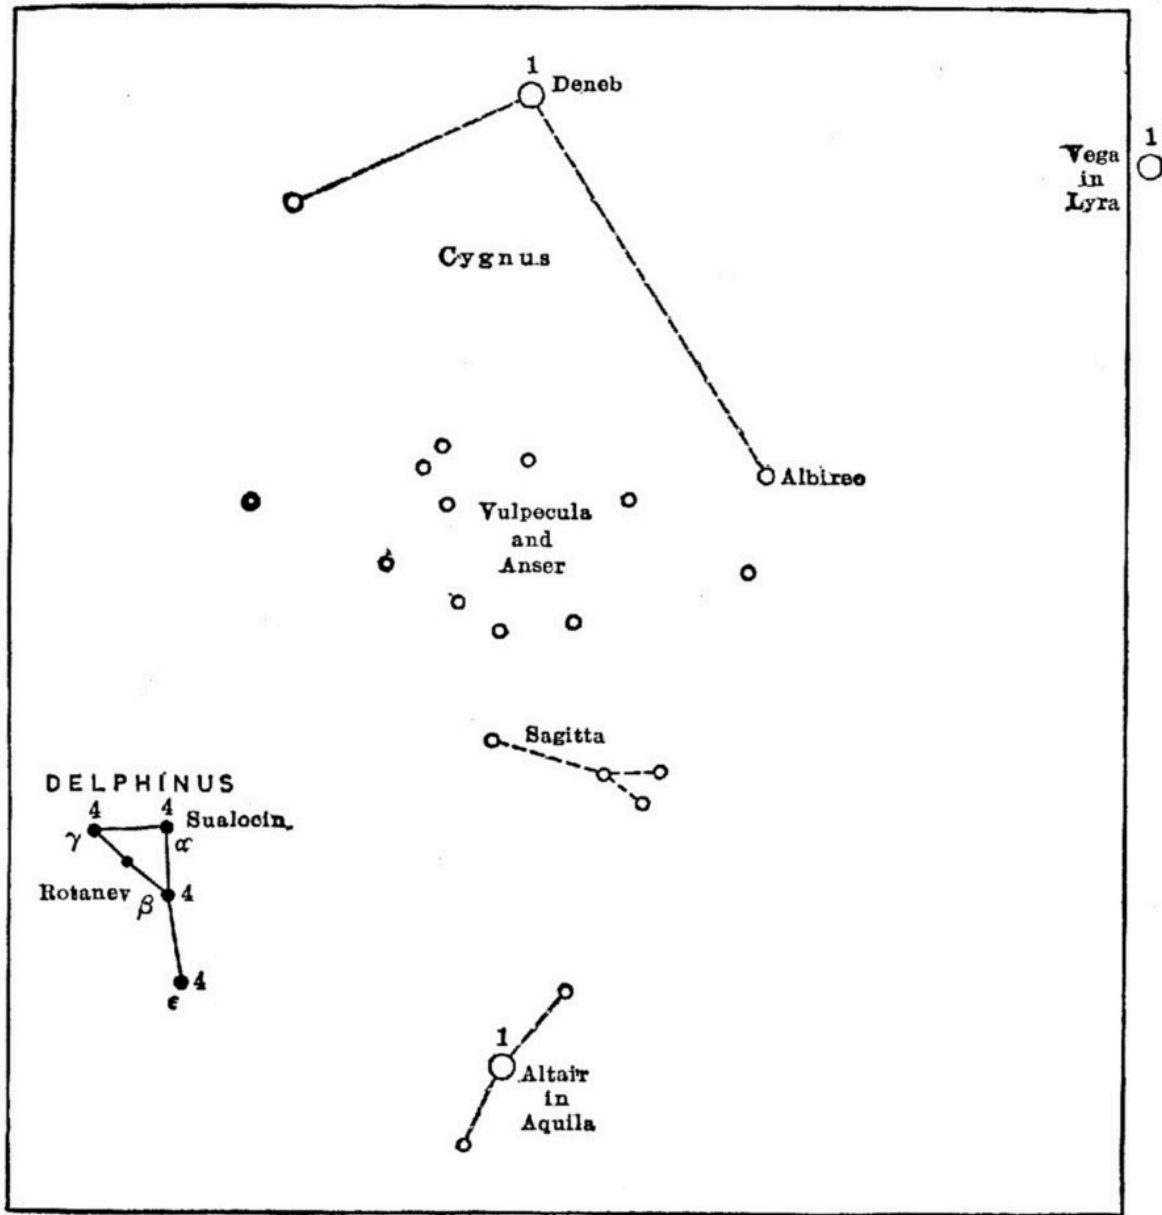 1
Deneb
1
Vega
in
Lyra
Cygnus
Albireo
Vulpecula
and
Anser
Sagitta
DELPHINUS
4 4 Sualocin
γ α
Rotanev β 4
4
ϵ
1
Altair
in
Aquila